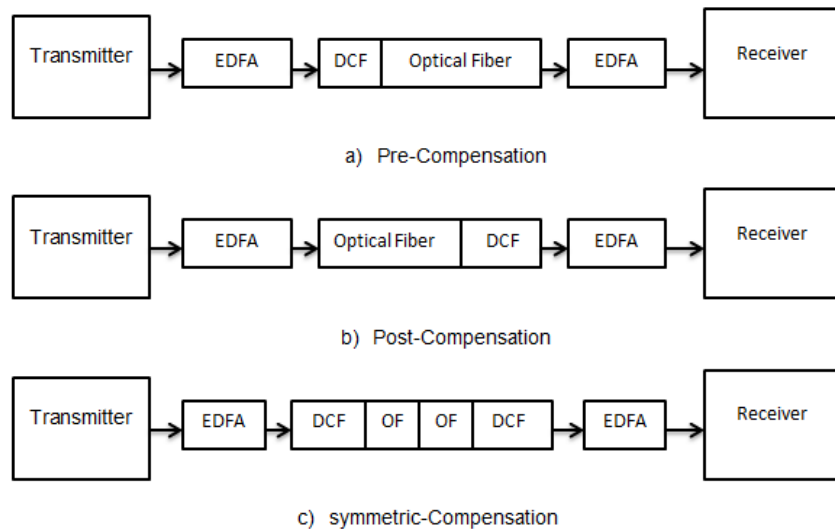 Transmitter EDFA DCF Optical Fiber EDFA Receiver
a) Pre-Compensation
Transmitter EDFA Optical Fiber DCF EDFA Receiver
b) Post-Compensation
Transmitter EDFA DCF OF OF DCF EDFA Receiver
c) symmetric-Compensation